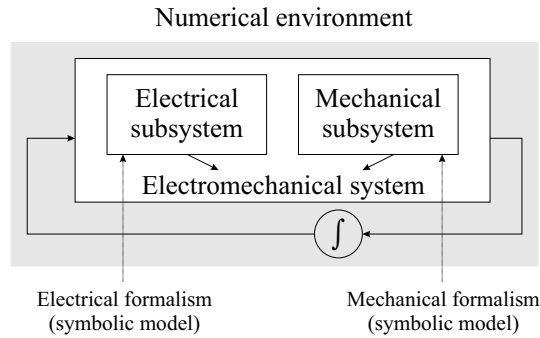 Numerical environment
Electrical
subsystem
Mechanical
subsystem
Electromechanical system
∫
Electrical formalism
(symbolic model)
Mechanical formalism
(symbolic model)